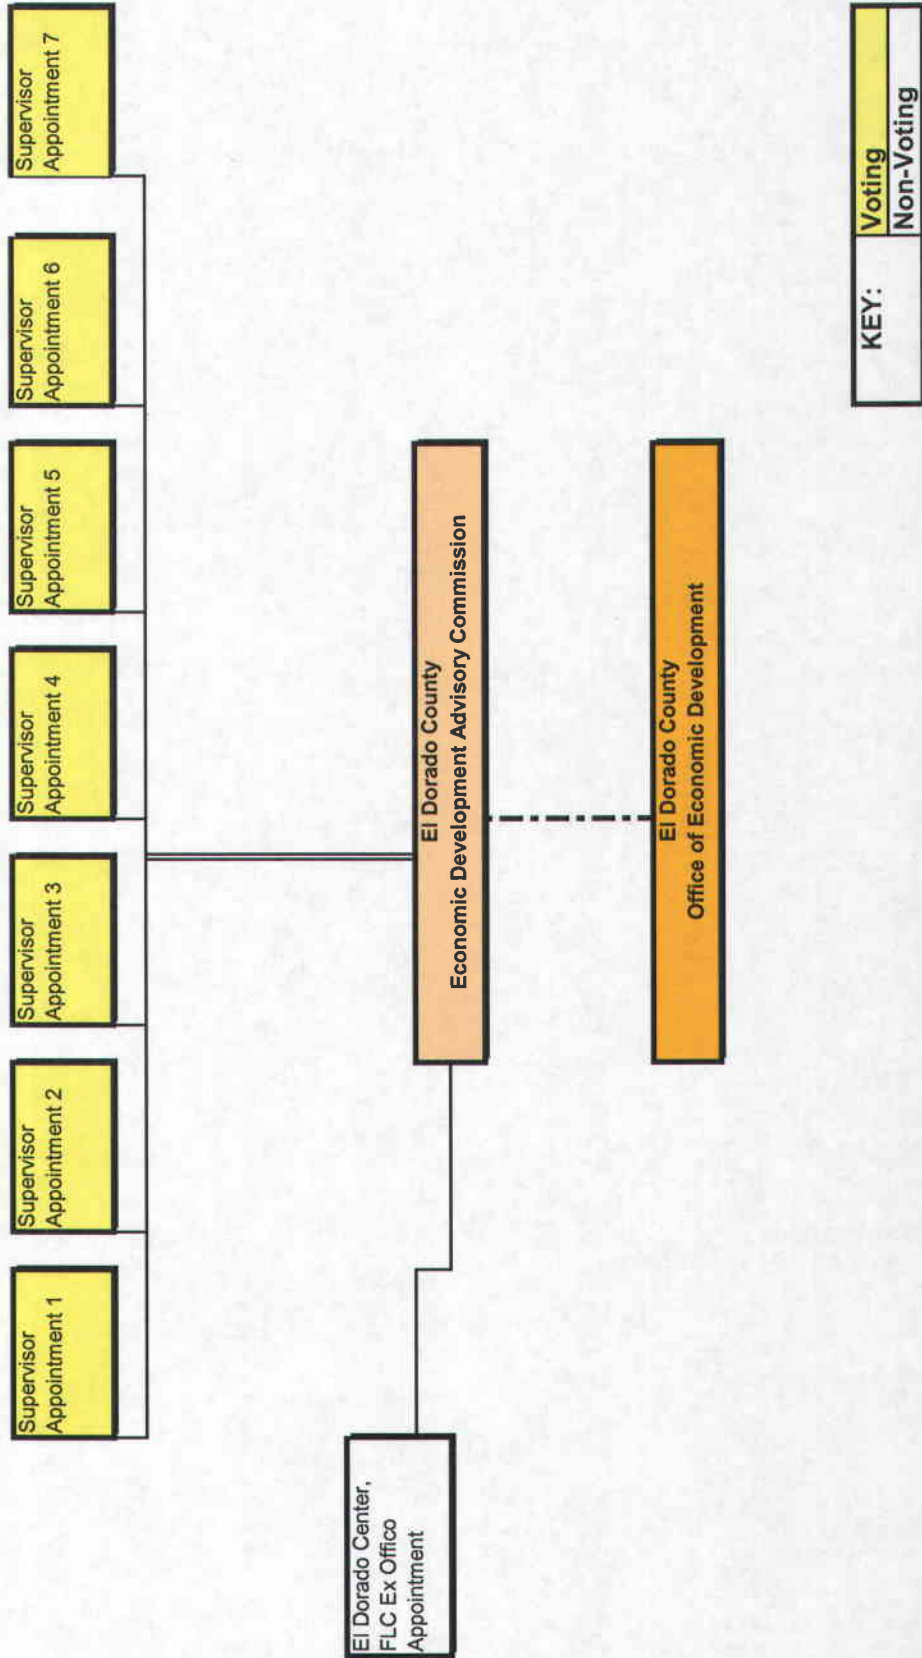 Supervisor
Appointment 1
Supervisor
Appointment 2
Supervisor
Appointment 3
Supervisor
Appointment 4
Supervisor
Appointment 5
Supervisor
Appointment 6
Supervisor
Appointment 7
El Dorado Center,
FLC Ex Offico
Appointment
El Dorado County
Economic Development Advisory Commission
El Dorado County
Office of Economic Development
KEY:
Voting
Non-Voting